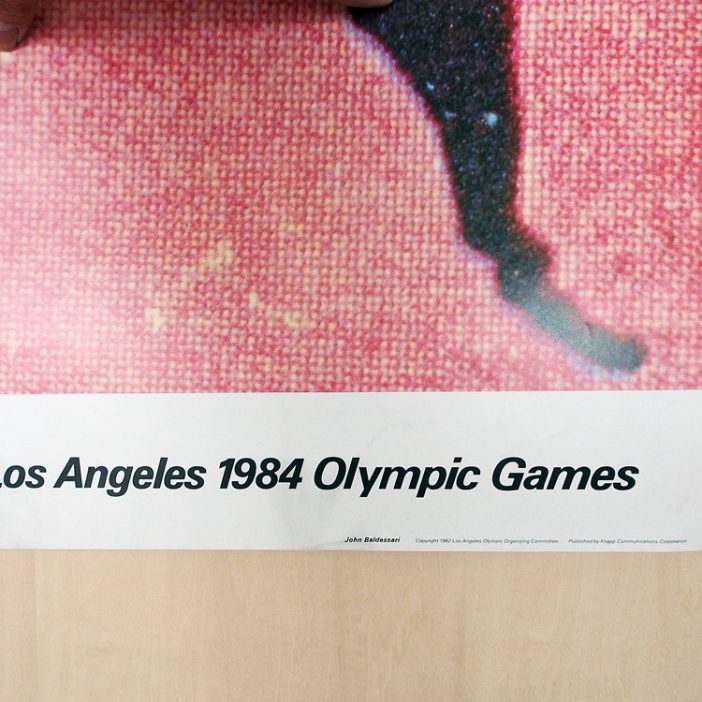 Los Angeles 1984 Olympic Games
John Baldessari Copyright 1982 Los Angeles Olympic Organizing Committee Published by Knapp Communications Corporation